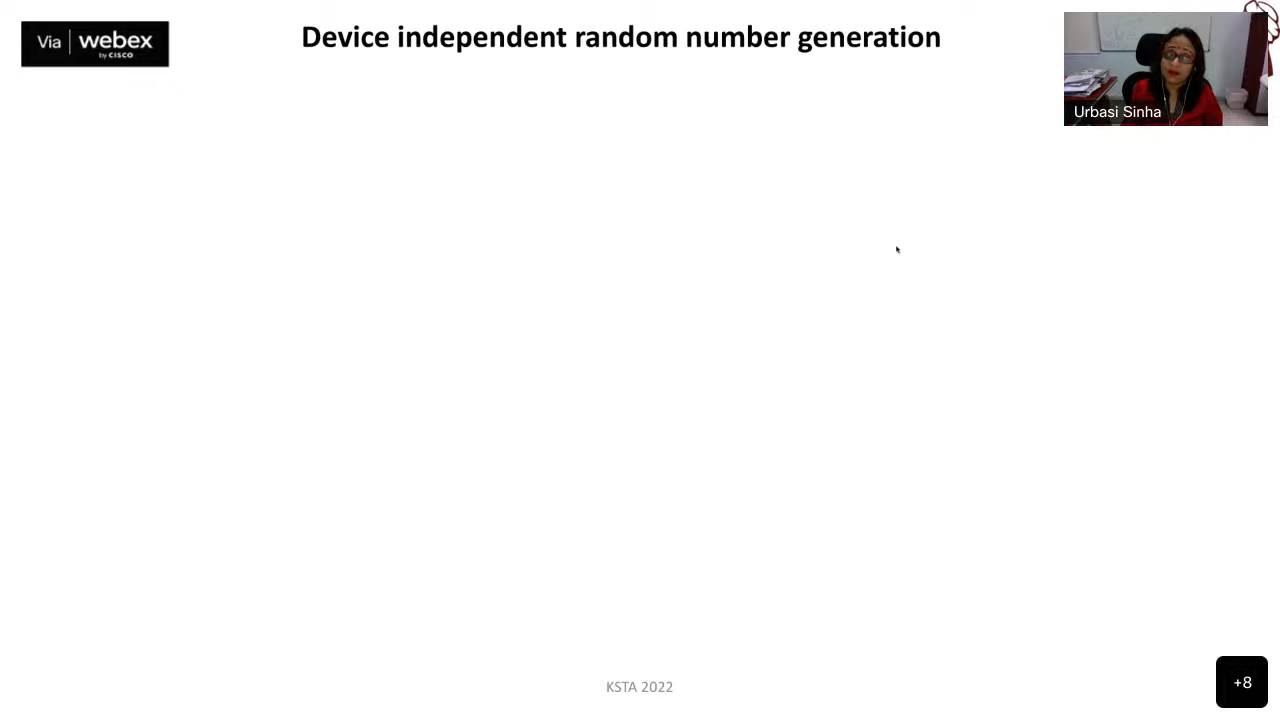 Via | webex
by CISCO
Device independent random number generation
Urbasi Sinha
KSTA 2022
+8